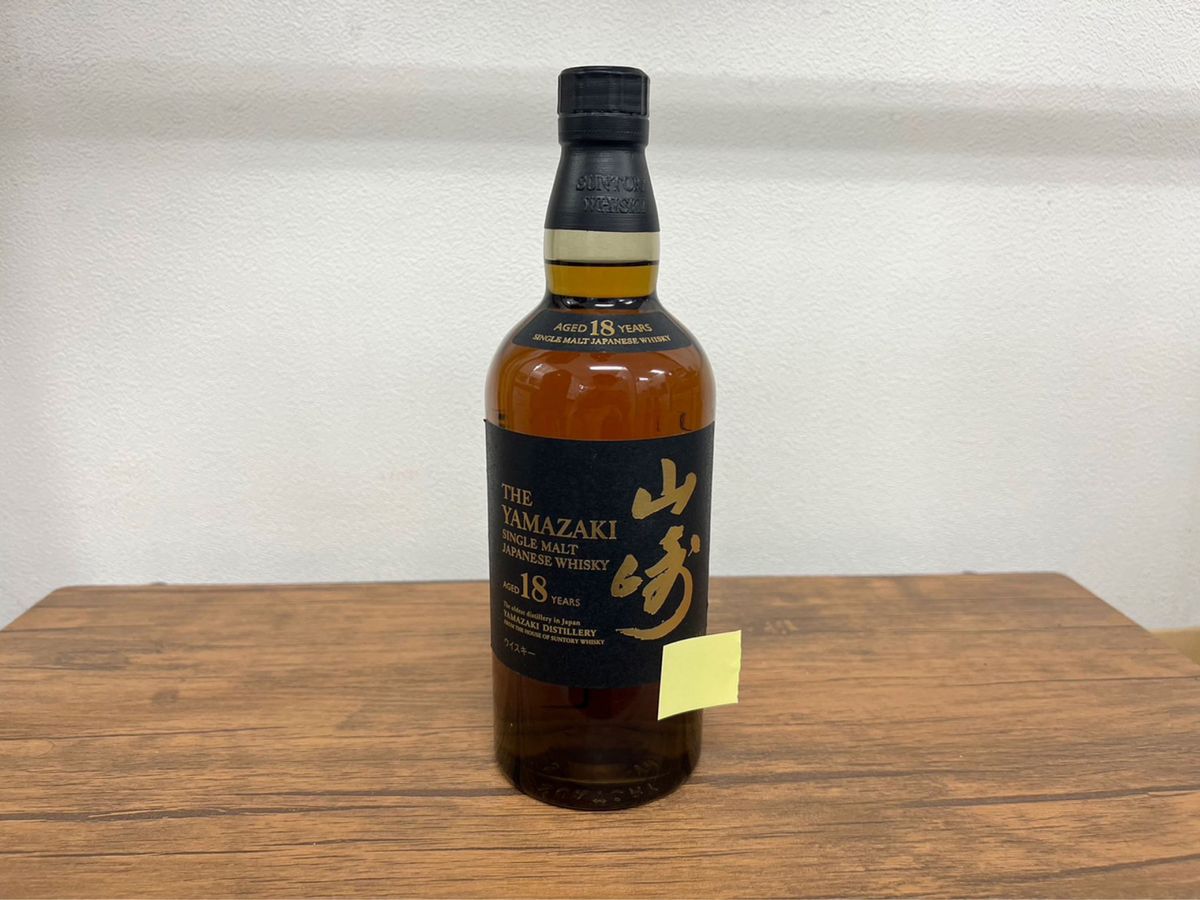 SUNTORY
WHISKY
AGED 18 YEARS
SINGLE MALT JAPANESE WHISKY
THE
YAMAZAKI
SINGLE MALT
JAPANESE WHISKY
AGED 18 YEARS
The oldest distillery in Japan
YAMAZAKI DISTILLERY
FROM THE HOUSE OF SUNTORY WHISKY
ウイスキー
山崎